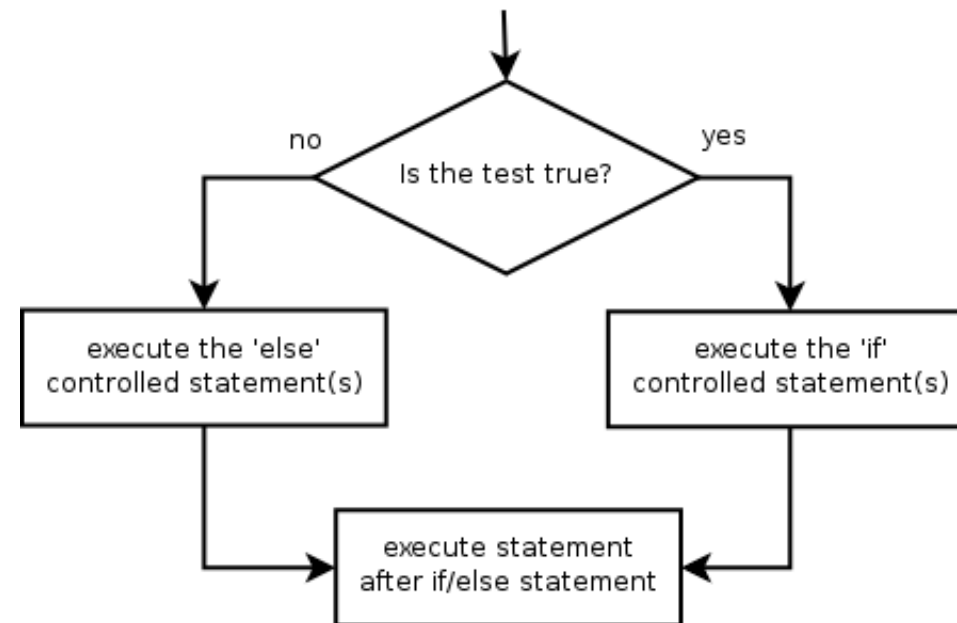 no
yes
Is the test true?
execute the 'else'
controlled statement(s)
execute the 'if'
controlled statement(s)
execute statement
after if/else statement